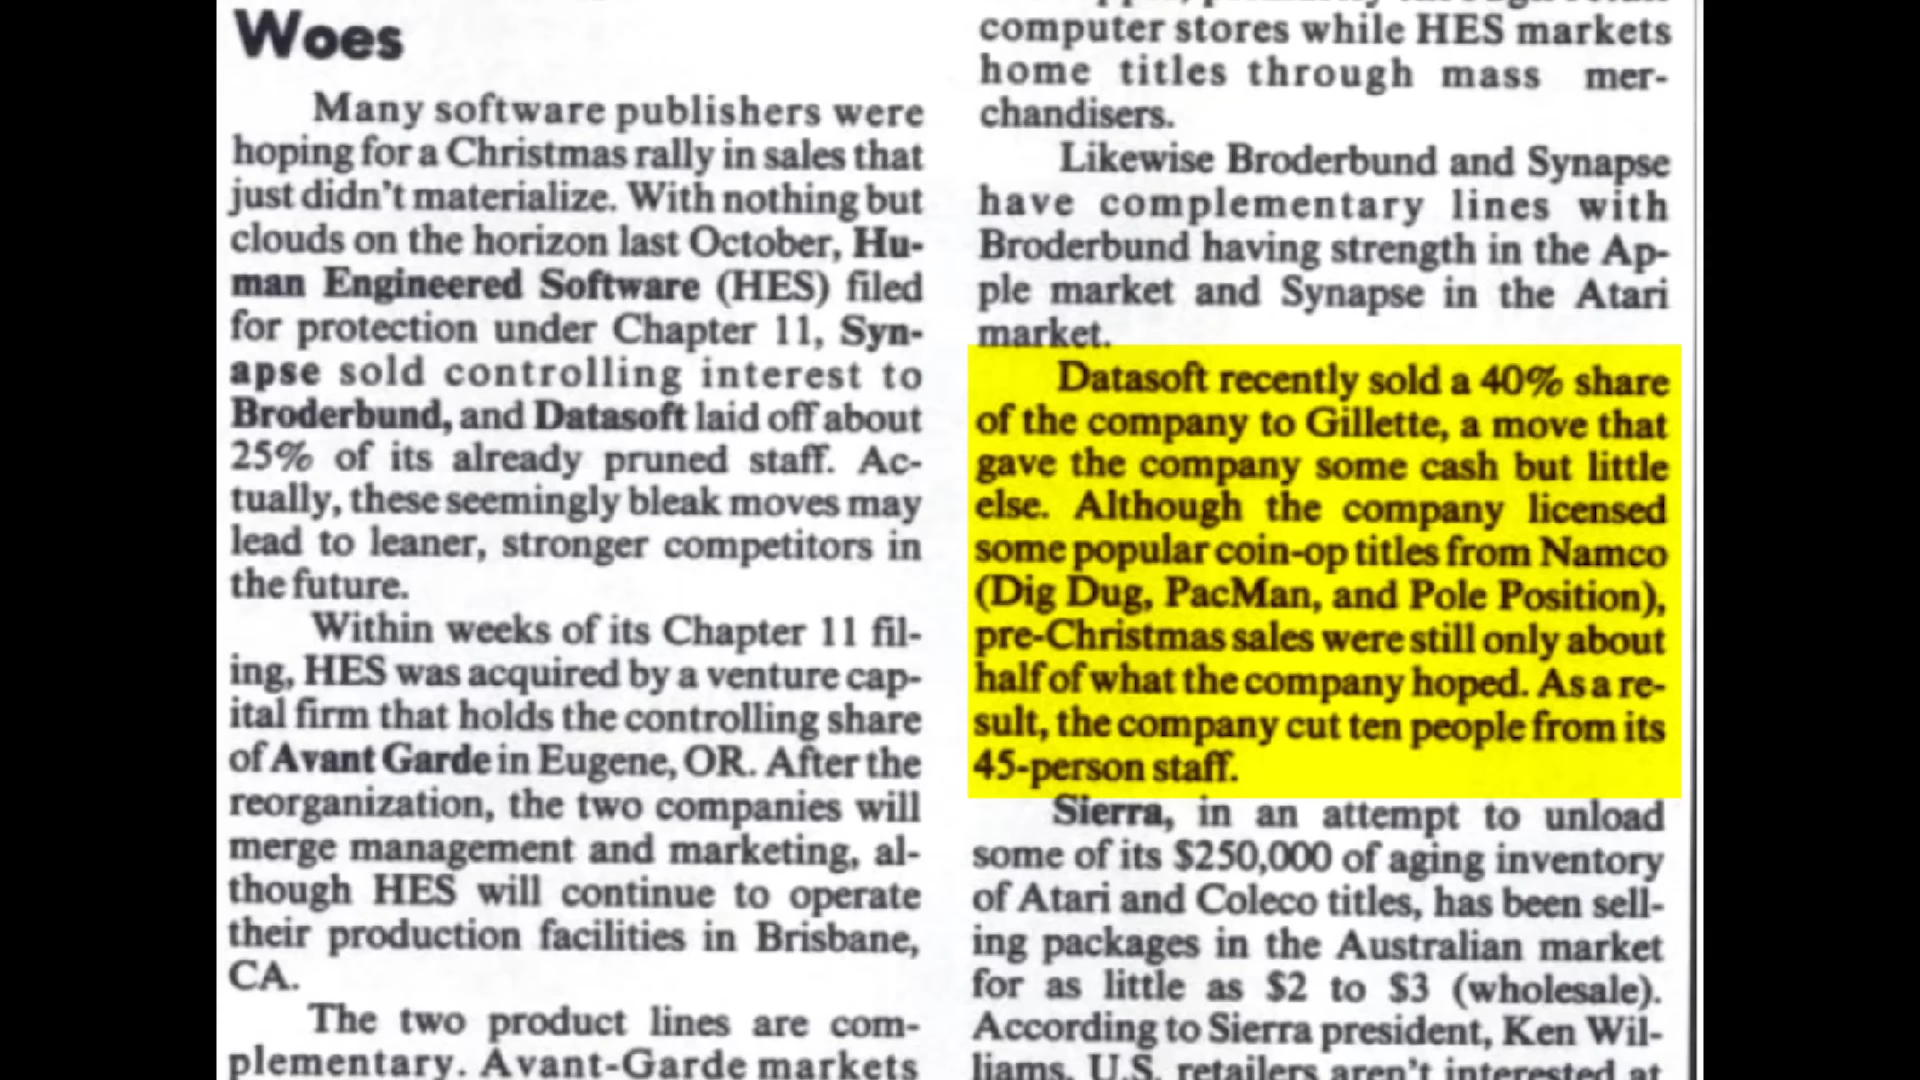 Woes
Many software publishers were
hoping for a Christmas rally in sales that
just didn't materialize. With nothing but
clouds on the horizon last October, Hu-
man Engineered Software (HES) filed
for protection under Chapter 11, Syn-
apse sold controlling interest to
Broderbund, and Datasoft laid off about
25% of its already pruned staff. Ac-
tually, these seemingly bleak moves may
lead to leaner, stronger competitors in
the future.
Within weeks of its Chapter 11 fil-
ing, HES was acquired by a venture cap-
ital firm that holds the controlling share
of Avant Garde in Eugene, OR. After the
reorganization, the two companies will
merge management and marketing, al-
though HES will continue to operate
their production facilities in Brisbane,
CA.
The two product lines are com-
plementary. Avant-Garde markets
computer stores while HES markets
home titles through mass mer-
chandisers.
Likewise Broderbund and Synapse
have complementary lines with
Broderbund having strength in the Ap-
ple market and Synapse in the Atari
market.
Datasoft recently sold a 40% share
of the company to Gillette, a move that
gave the company some cash but little
else. Although the company licensed
some popular coin-op titles from Namco
(Dig Dug, PacMan, and Pole Position),
pre-Christmas sales were still only about
half of what the company hoped. As a re-
sult, the company cut ten people from its
45-person staff.
Sierra, in an attempt to unload
some of its $250,000 of aging inventory
of Atari and Coleco titles, has been sell-
ing packages in the Australian market
for as little as $2 to $3 (wholesale).
According to Sierra president, Ken Wil-
liams, U.S. retailers aren't interested at